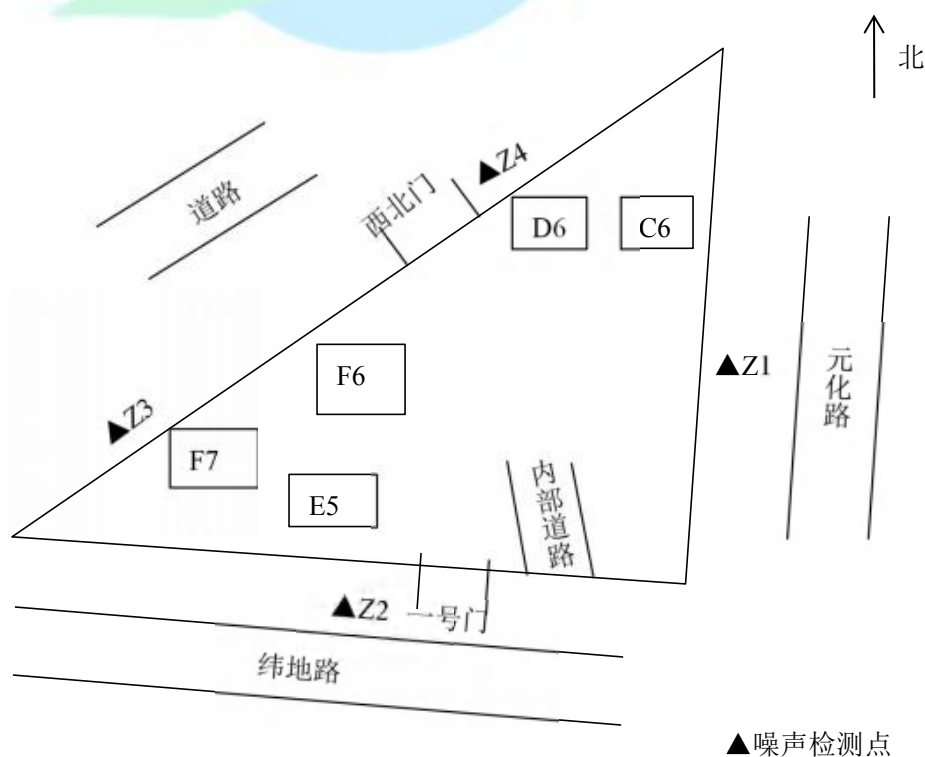 北
▲Z4
西北门
道路
D6
C6
▲Z1
元化路
F6
▲Z3
F7
E5
内部道路
▲Z2
一号门
纬地路
▲噪声检测点